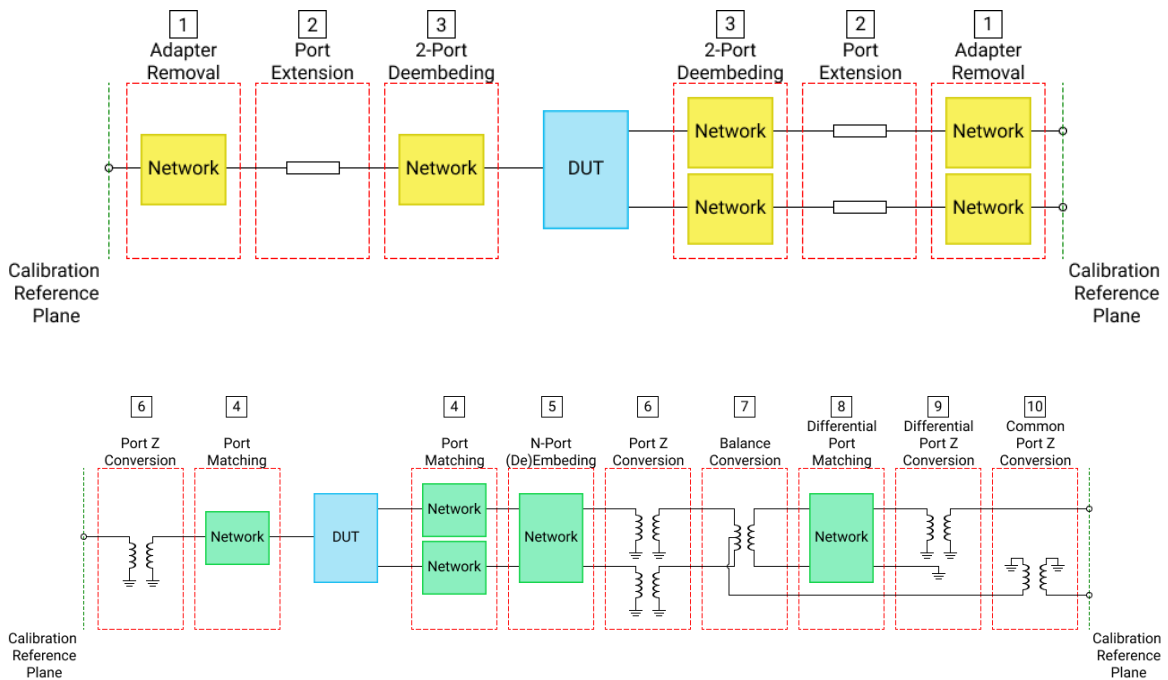 1
2
3
3
2
1
Adapter
Removal
Port
Extension
2-Port
Deembeding
2-Port
Deembeding
Port
Extension
Adapter
Removal
Network
Network
DUT
Network
Network
Network
Network
Calibration
Reference
Plane
Calibration
Reference
Plane
6
4
4
5
6
7
8
9
10
Port Z
Conversion
Port
Matching
Port
Matching
N-Port
(De)Embeding
Port Z
Conversion
Balance
Conversion
Differential
Port
Matching
Differential
Port Z
Conversion
Common
Port Z
Conversion
Network
DUT
Network
Network
Network
Network
Calibration
Reference
Plane
Calibration
Reference
Plane